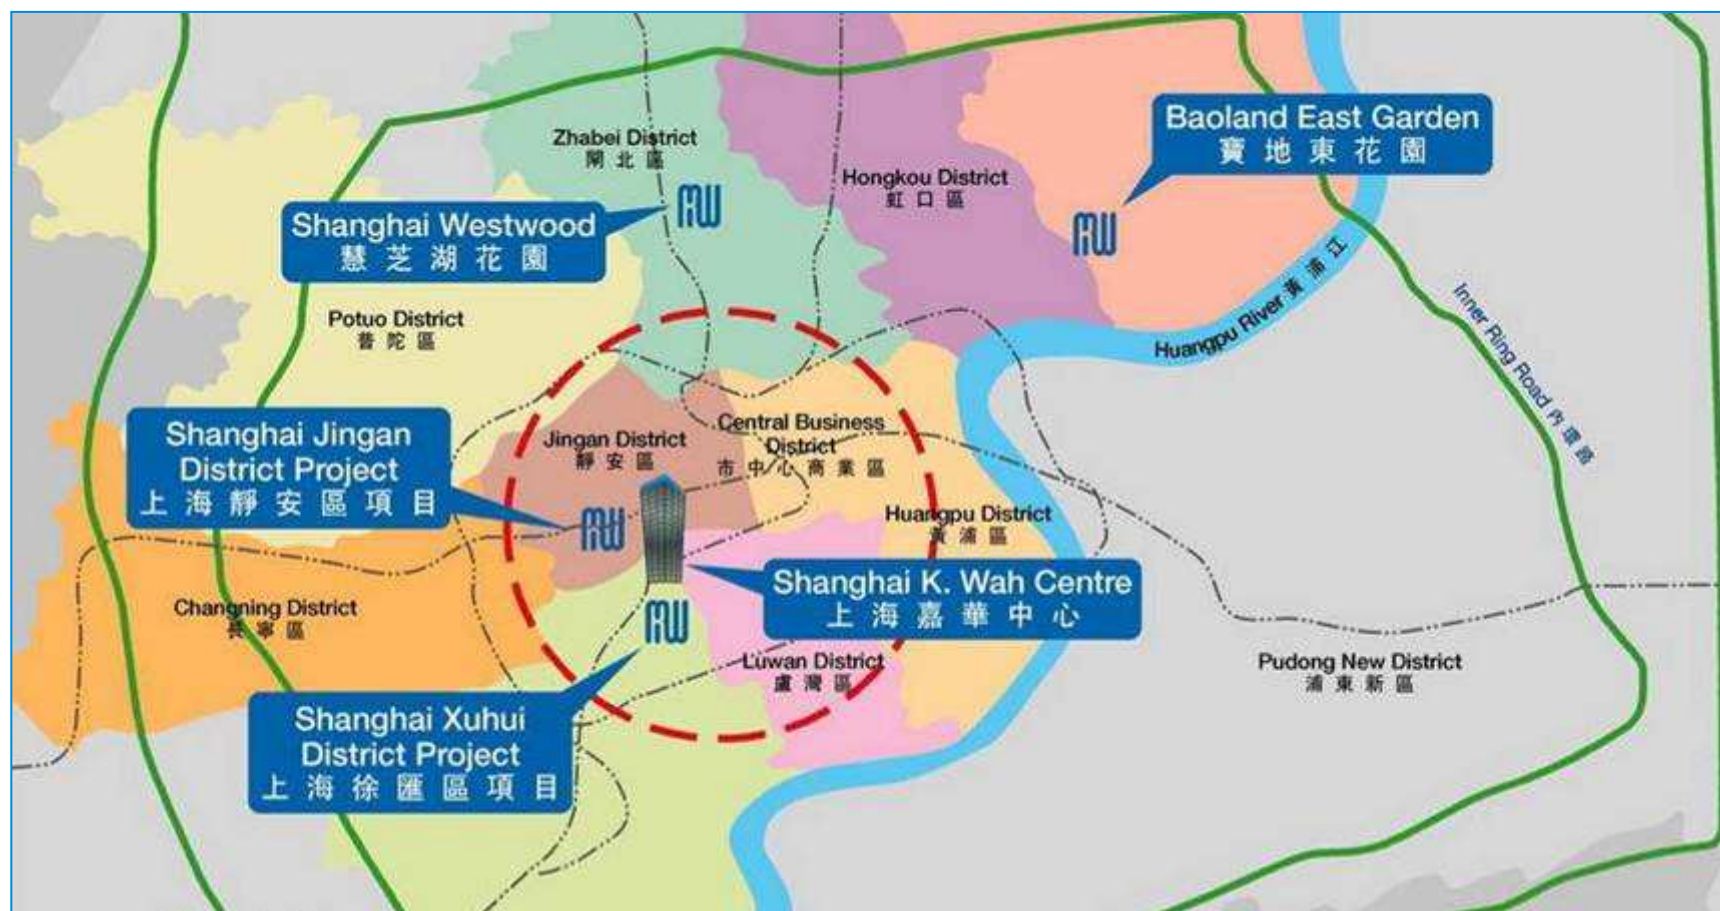 Baoland East Garden
寶地東花園
Zhabei District
閘北區
Hongkou District
虹口區
Shanghai Westwood
慧芝湖花園
Huangpu River 黃浦江
Inner Ring Road 內環路
Potuo District
普陀區
Shanghai Jingan
District Project
上海靜安區項目
Jingan District
靜安區
Central Business
District
市中心商業區
Huangpu District
黃浦區
Shanghai K. Wah Centre
上海嘉華中心
Changning District
長寧區
Luwan District
盧灣區
Pudong New District
浦東新區
Shanghai Xuhui
District Project
上海徐匯區項目